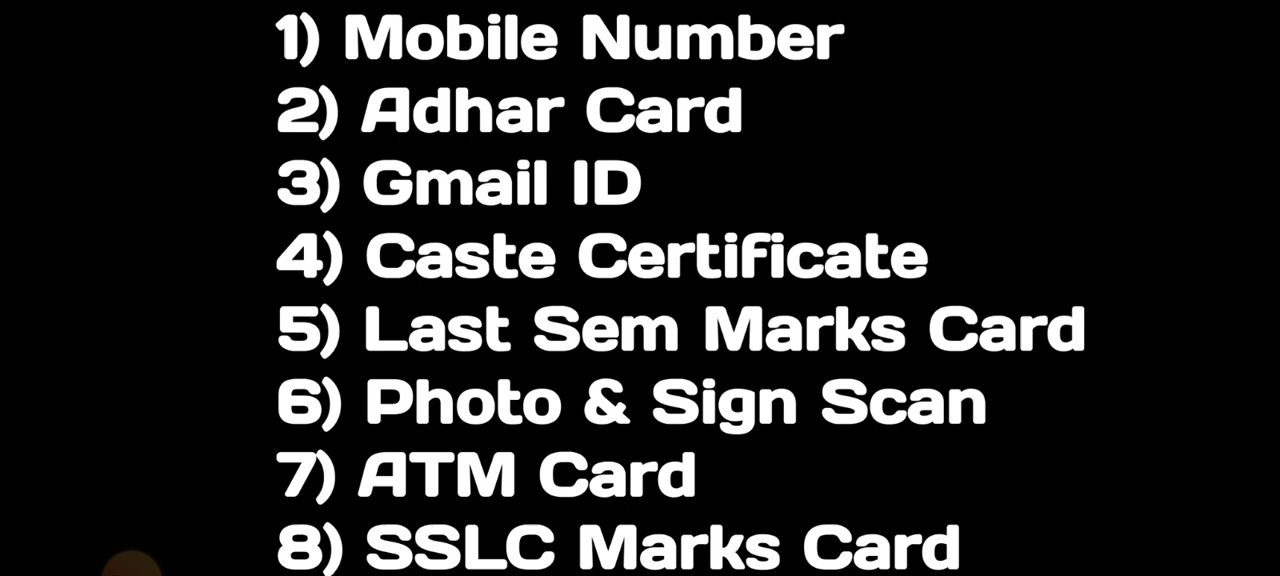 1) Mobile Number
2) Adhar Card
3) Gmail ID
4) Caste Certificate
5) Last Sem Marks Card
6) Photo & Sign Scan
7) ATM Card
8) SSLC Marks Card